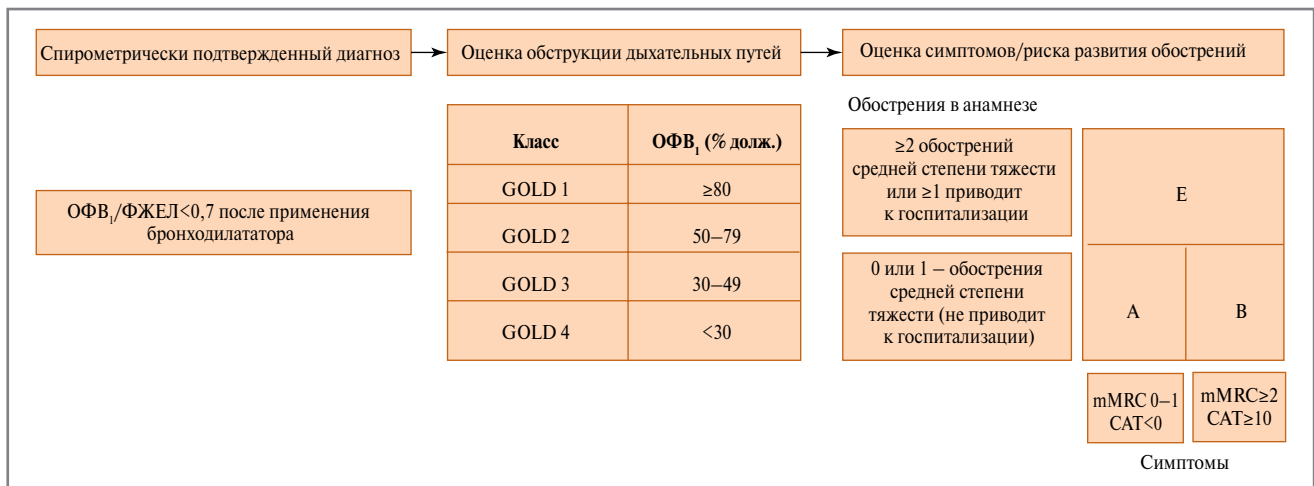 Спирометрически подтвержденный диагноз
Оценка обструкции дыхательных путей
Оценка симптомов/риска развития обострений
ОФВ₁/ФЖЕЛ<0,7 после применения
бронходилататора
Класс ОФВ₁ (% долж.)
GOLD 1 ≥80
GOLD 2 50–79
GOLD 3 30–49
GOLD 4 <30
Обострения в анамнезе
≥2 обострений
средней степени тяжести
или ≥1 приводит
к госпитализации
0 или 1 – обострения
средней степени
тяжести (не приводит
к госпитализации)
E
A B
mMRC 0–1
CAT<0
mMRC≥2
CAT≥10
Симптомы